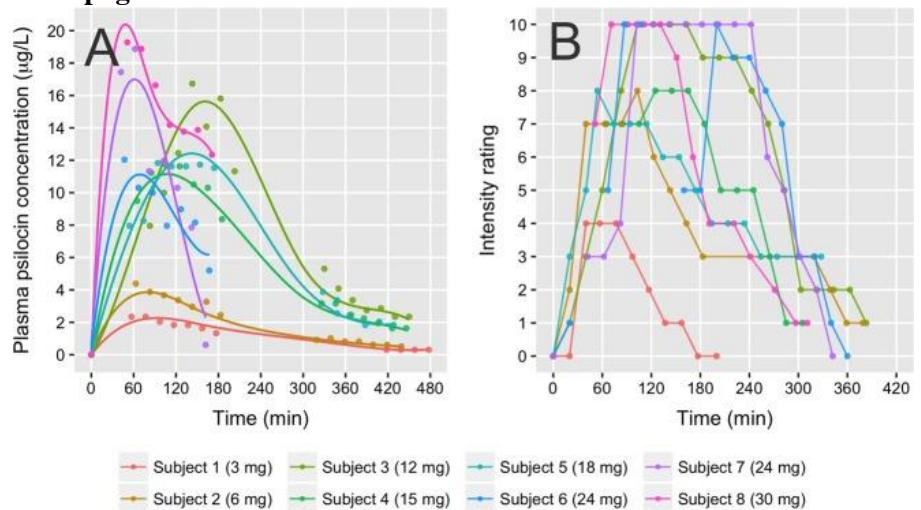 A
B
Plasma psilocin concentration (µg/L)
20
18
16
14
12
10
8
6
4
2
0
0 60 120 180 240 300 360 420 480
Time (min)
Intensity rating
10
9
8
7
6
5
4
3
2
1
0
0 60 120 180 240 300 360 420
Time (min)
Subject 1 (3 mg) Subject 3 (12 mg) Subject 5 (18 mg) Subject 7 (24 mg)
Subject 2 (6 mg) Subject 4 (15 mg) Subject 6 (24 mg) Subject 8 (30 mg)